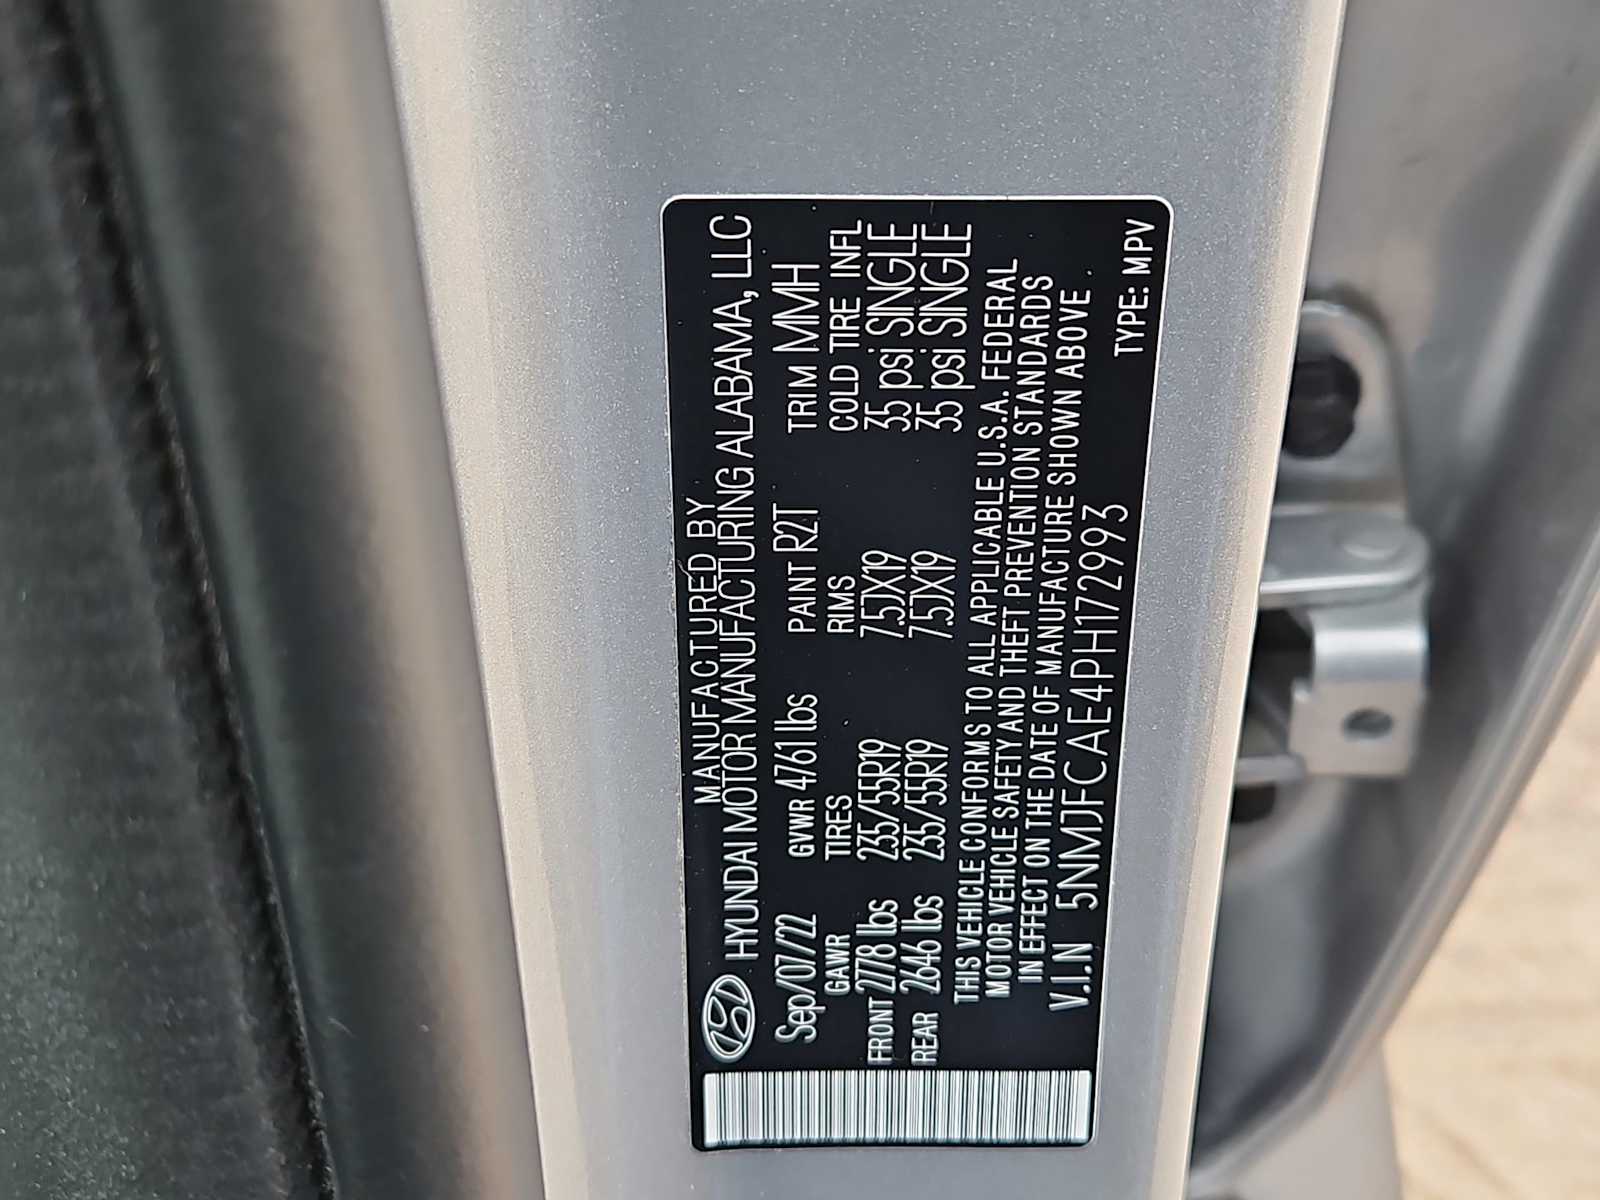 MANUFACTURED BY
HYUNDAI MOTOR MANUFACTURING ALABAMA, LLC
Sep/07/22 GVWR 4761 lbs PAINT R2T TRIM MMH
GAWR TIRES RIMS COLD TIRE INFL
FRONT 2778 lbs 235/55R19 7.5JX19 35 psi SINGLE
REAR 2646 lbs 235/55R19 7.5JX19 35 psi SINGLE
THIS VEHICLE CONFORMS TO ALL APPLICABLE U.S.A. FEDERAL
MOTOR VEHICLE SAFETY AND THEFT PREVENTION STANDARDS
IN EFFECT ON THE DATE OF MANUFACTURE SHOWN ABOVE.
V.I.N 5NMJFCAE4PH172993 TYPE: MPV